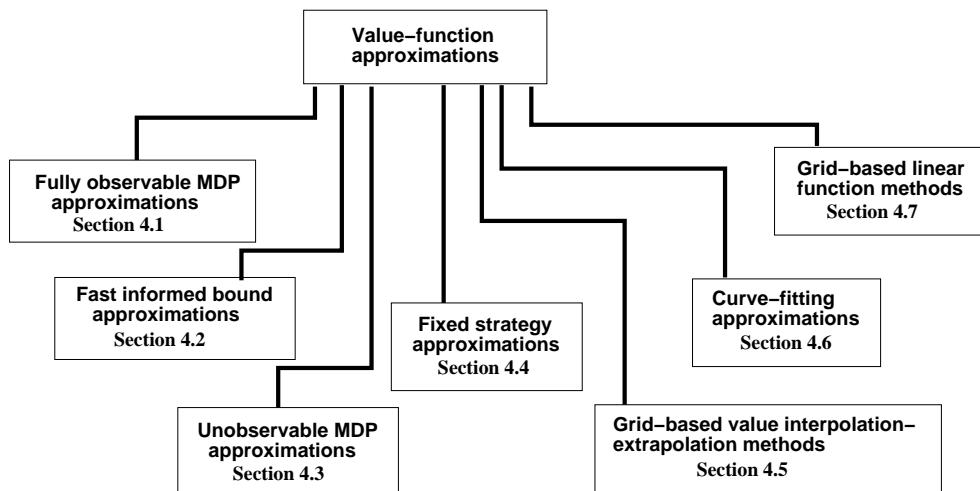 Value–function
approximations
Fully observable MDP
approximations
Section 4.1
Fast informed bound
approximations
Section 4.2
Unobservable MDP
approximations
Section 4.3
Fixed strategy
approximations
Section 4.4
Grid–based value interpolation–
extrapolation methods
Section 4.5
Curve–fitting
approximations
Section 4.6
Grid–based linear
function methods
Section 4.7